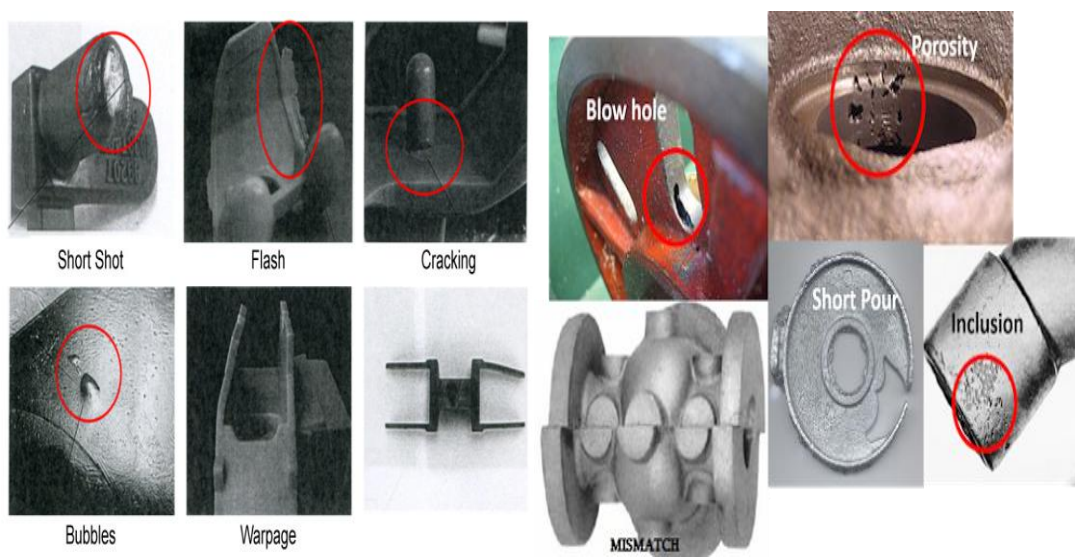 Short Shot
Flash
Cracking
Bubbles
Warpage
Blow hole
Porosity
Short Pour
Inclusion
MISMATCH